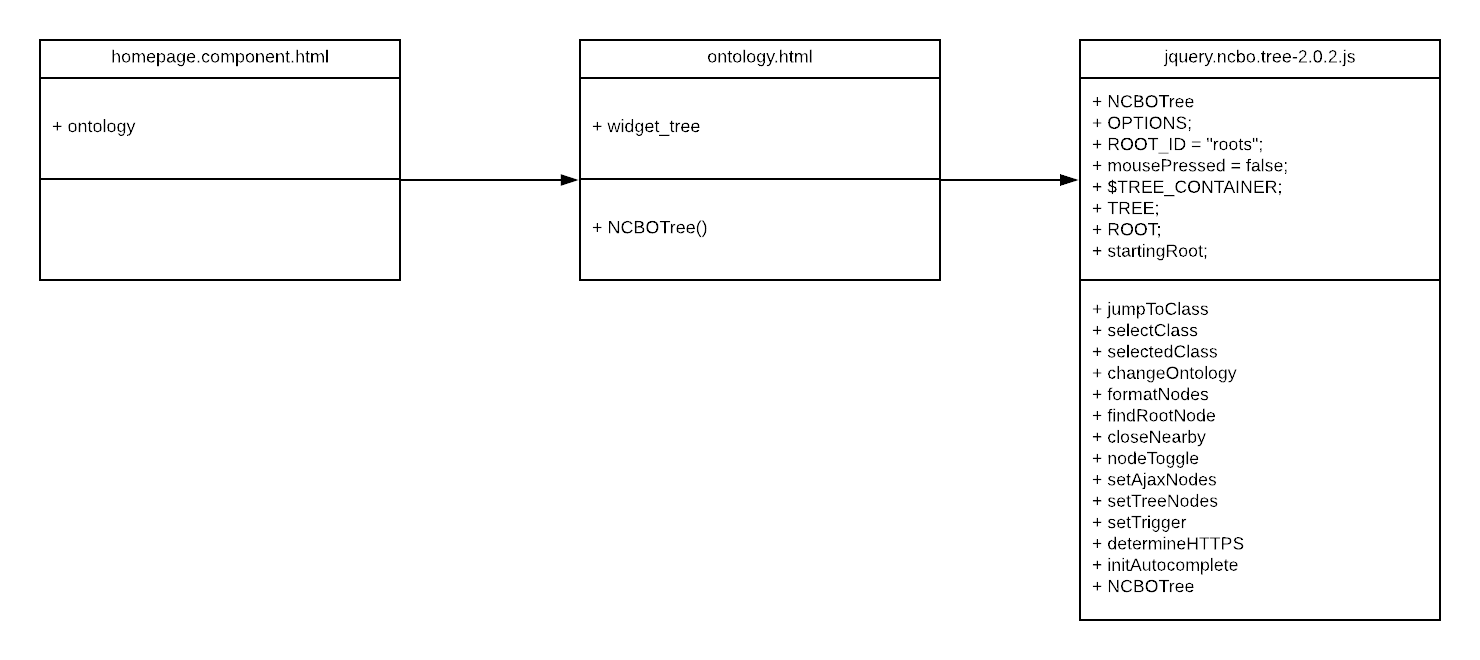 homepage.component.html
+ ontology
ontology.html
+ widget_tree
+ NCBOTree()
jquery.ncbo.tree-2.0.2.js
+ NCBOTree
+ OPTIONS;
+ ROOT_ID = "roots";
+ mousePressed = false;
+ $TREE_CONTAINER;
+ TREE;
+ ROOT;
+ startingRoot;
+ jumpToClass
+ selectClass
+ selectedClass
+ changeOntology
+ formatNodes
+ findRootNode
+ closeNearby
+ nodeToggle
+ setAjaxNodes
+ setTreeNodes
+ setTrigger
+ determineHTTPS
+ initAutocomplete
+ NCBOTree